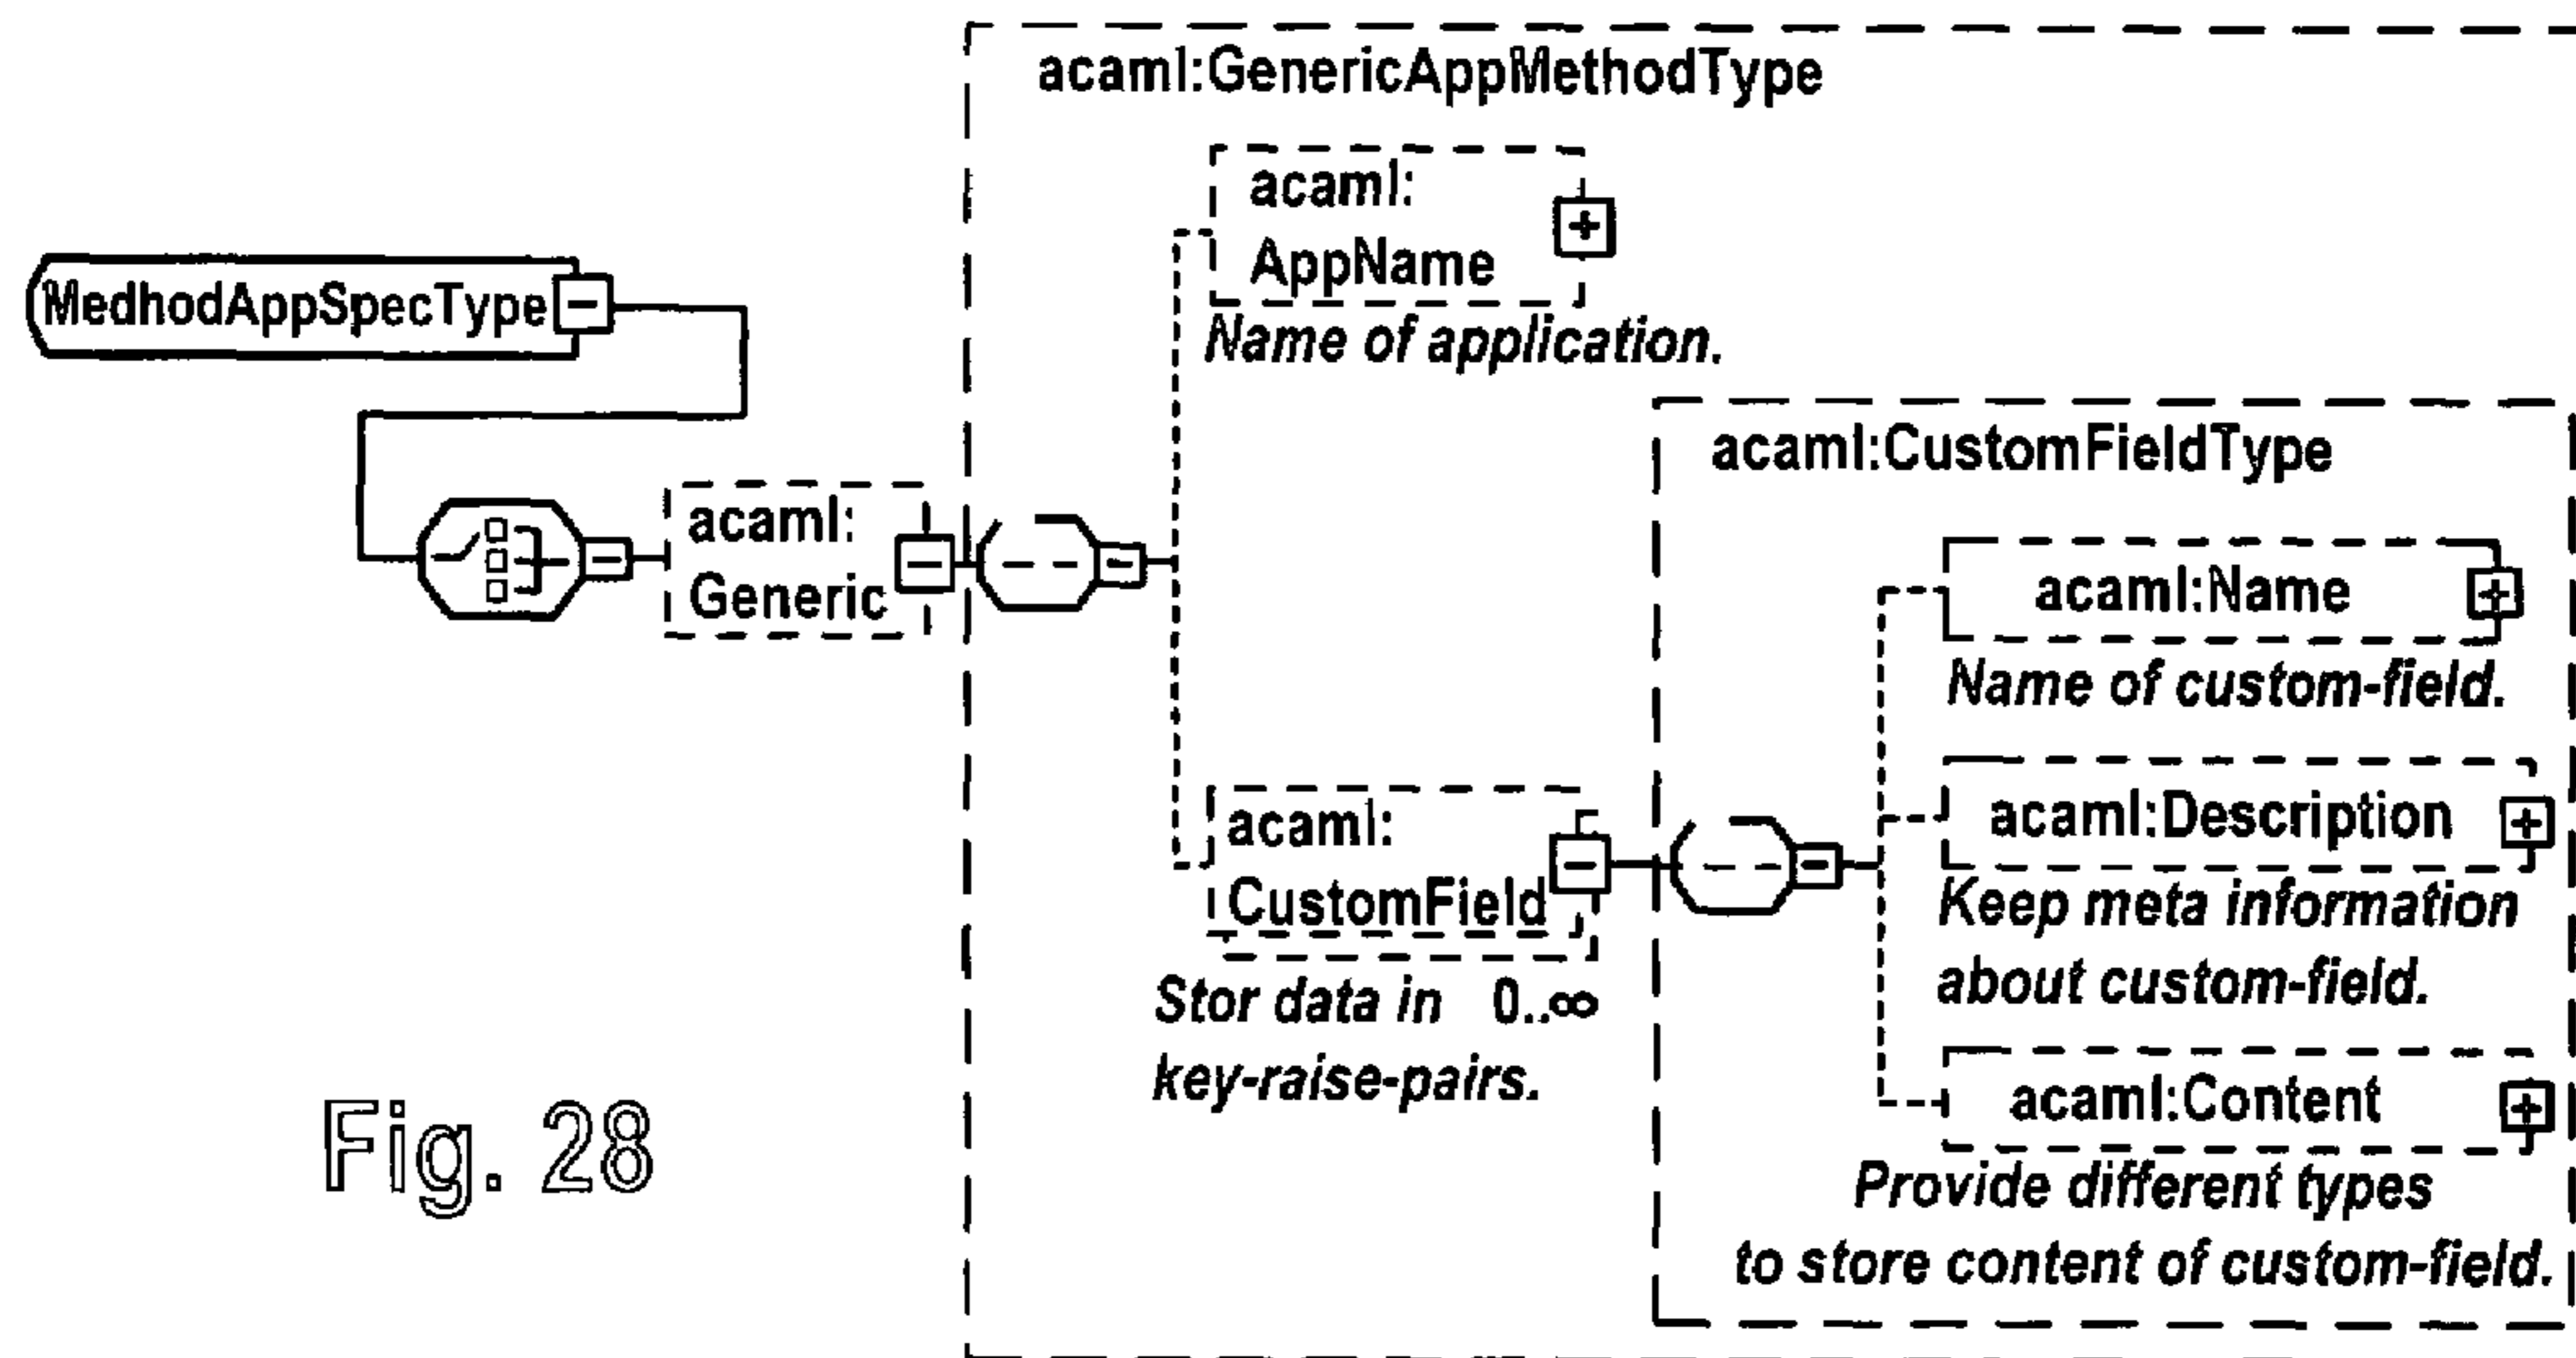 acaml:GenericAppMethodType
acaml:
AppName
Name of application.
MedhodAppSpecType
acaml:
Generic
acaml:CustomFieldType
acaml:Name
Name of custom-field.
acaml:Description
Keep meta information
about custom-field.
acaml:Content
Provide different types
to store content of custom-field.
acaml:
CustomField
Stor data in 0..∞
key-raise-pairs.
Fig. 28